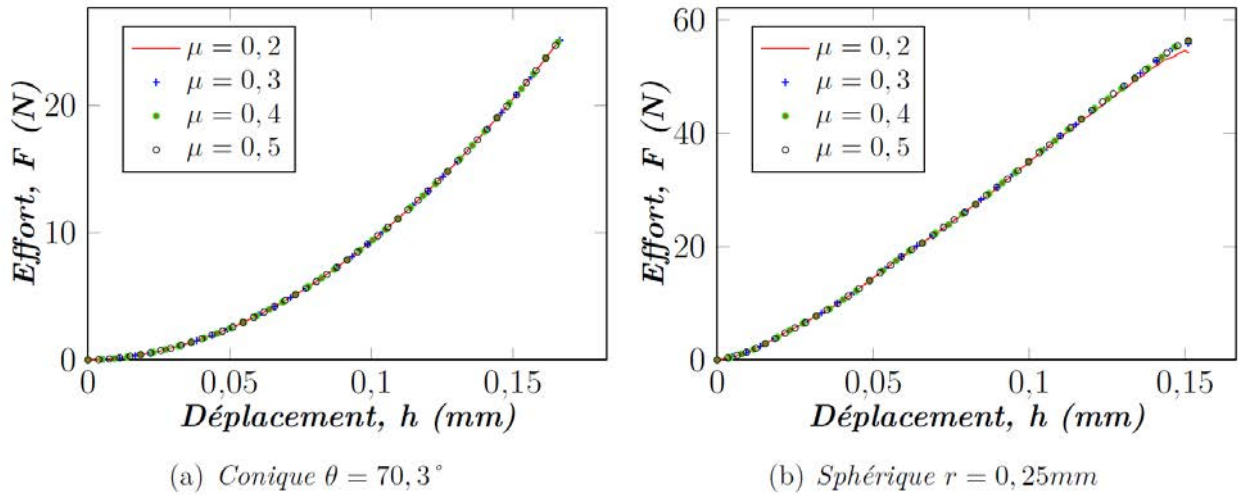 μ = 0, 2
μ = 0, 3
μ = 0, 4
μ = 0, 5
20
10
0
0
0,05
0,1
0,15
Effort, F (N)
Déplacement, h (mm)
(a) Conique θ = 70, 3°
μ = 0, 2
μ = 0, 3
μ = 0, 4
μ = 0, 5
60
40
20
0
0
0,05
0,1
0,15
Effort, F (N)
Déplacement, h (mm)
(b) Sphérique r = 0, 25mm